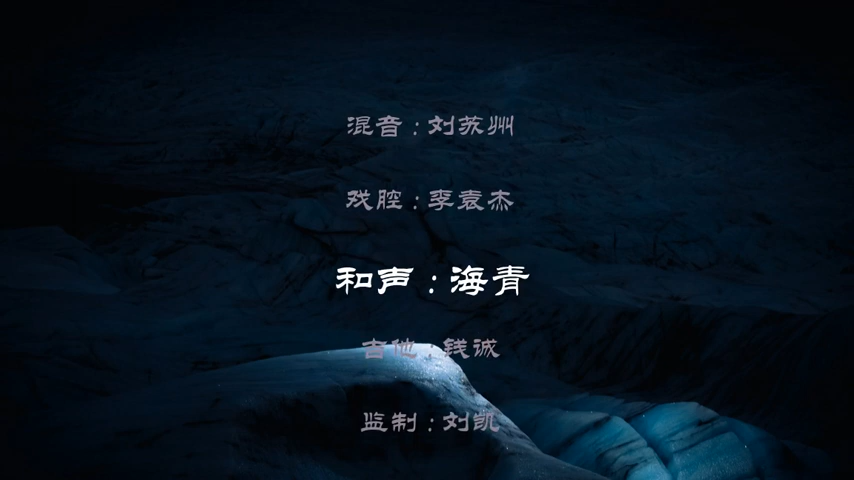 混音 : 刘苏州
戏腔 : 李袁杰
和声 : 海青
吉他 : 钱诚
监制 : 刘凯